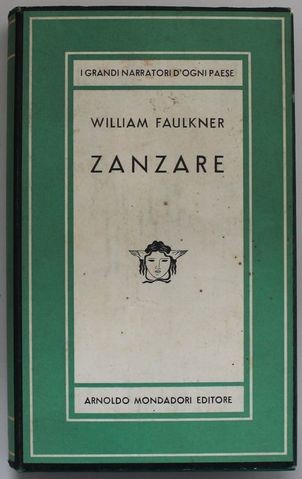 I GRANDI NARRATORI D'OGNI PAESE
WILLIAM FAULKNER
ZANZARE
ARNOLDO MONDADORI EDITORE